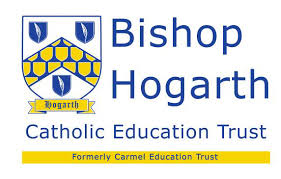 Bishop
Hogarth
Hogarth
Catholic Education Trust
Formerly Carmel Education Trust